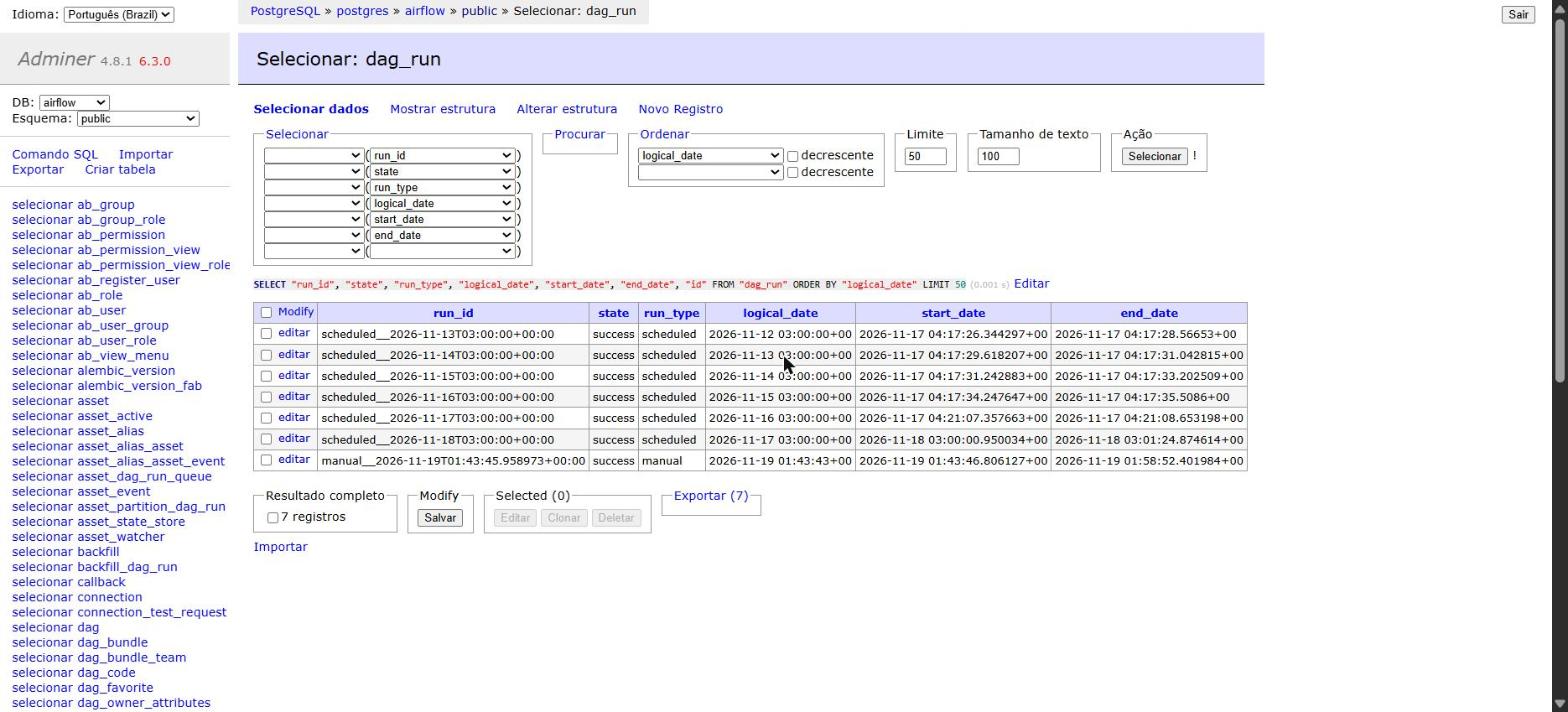 Idioma: Português (Brazil)
PostgreSQL » postgres » airflow » public » Selecionar: dag_run
Sair
Adminer 4.8.1 6.3.0
Selecionar: dag_run
DB: airflow
Esquema: public
Comando SQL Importar
Exportar Criar tabela
selecionar ab_group
selecionar ab_group_role
selecionar ab_permission
selecionar ab_permission_view
selecionar ab_permission_view_role
selecionar ab_register_user
selecionar ab_role
selecionar ab_user
selecionar ab_user_group
selecionar ab_user_role
selecionar ab_view_menu
selecionar alembic_version
selecionar alembic_version_fab
selecionar asset
selecionar asset_active
selecionar asset_alias
selecionar asset_alias_asset
selecionar asset_alias_asset_event
selecionar asset_dag_run_queue
selecionar asset_event
selecionar asset_partition_dag_run
selecionar asset_state_store
selecionar asset_watcher
selecionar backfill
selecionar backfill_dag_run
selecionar callback
selecionar connection
selecionar connection_test_request
selecionar dag
selecionar dag_bundle
selecionar dag_bundle_team
selecionar dag_code
selecionar dag_favorite
selecionar dag_owner_attributes
Selecionar dados Mostrar estrutura Alterar estrutura Novo Registro
Selecionar
( run_id )
( state )
( run_type )
( logical_date )
( start_date )
( end_date )
( )
Procurar
Ordenar
logical_date decrescente
decrescente
Limite
50
Tamanho de texto
100
Ação
Selecionar !
SELECT "run_id", "state", "run_type", "logical_date", "start_date", "end_date", "id" FROM "dag_run" ORDER BY "logical_date" LIMIT 50 (0.001 s) Editar
Modify run_id state run_type logical_date start_date end_date
editar scheduled__2026-11-13T03:00:00+00:00 success scheduled 2026-11-12 03:00:00+00 2026-11-17 04:17:26.344297+00 2026-11-17 04:17:28.56653+00
editar scheduled__2026-11-14T03:00:00+00:00 success scheduled 2026-11-13 03:00:00+00 2026-11-17 04:17:29.618207+00 2026-11-17 04:17:31.042815+00
editar scheduled__2026-11-15T03:00:00+00:00 success scheduled 2026-11-14 03:00:00+00 2026-11-17 04:17:31.242883+00 2026-11-17 04:17:33.202509+00
editar scheduled__2026-11-16T03:00:00+00:00 success scheduled 2026-11-15 03:00:00+00 2026-11-17 04:17:34.247647+00 2026-11-17 04:17:35.5086+00
editar scheduled__2026-11-17T03:00:00+00:00 success scheduled 2026-11-16 03:00:00+00 2026-11-17 04:21:07.357663+00 2026-11-17 04:21:08.653198+00
editar scheduled__2026-11-18T03:00:00+00:00 success scheduled 2026-11-17 03:00:00+00 2026-11-18 03:00:00.950034+00 2026-11-18 03:01:24.874614+00
editar manual__2026-11-19T01:43:45.958973+00:00 success manual 2026-11-19 01:43:43+00 2026-11-19 01:43:46.806127+00 2026-11-19 01:58:52.401984+00
Resultado completo
7 registros
Modify
Salvar
Selected (0)
Editar Clonar Deletar
Exportar (7)
Importar